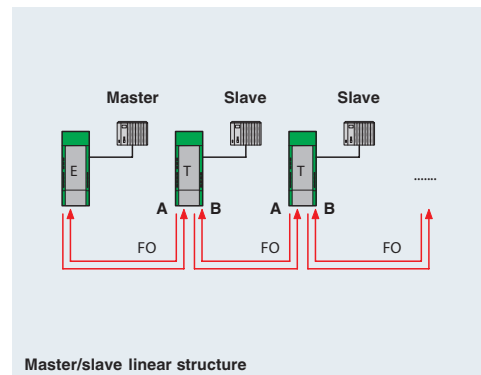 Master Slave Slave
E T T
.......
A B A B
FO FO FO
Master/slave linear structure